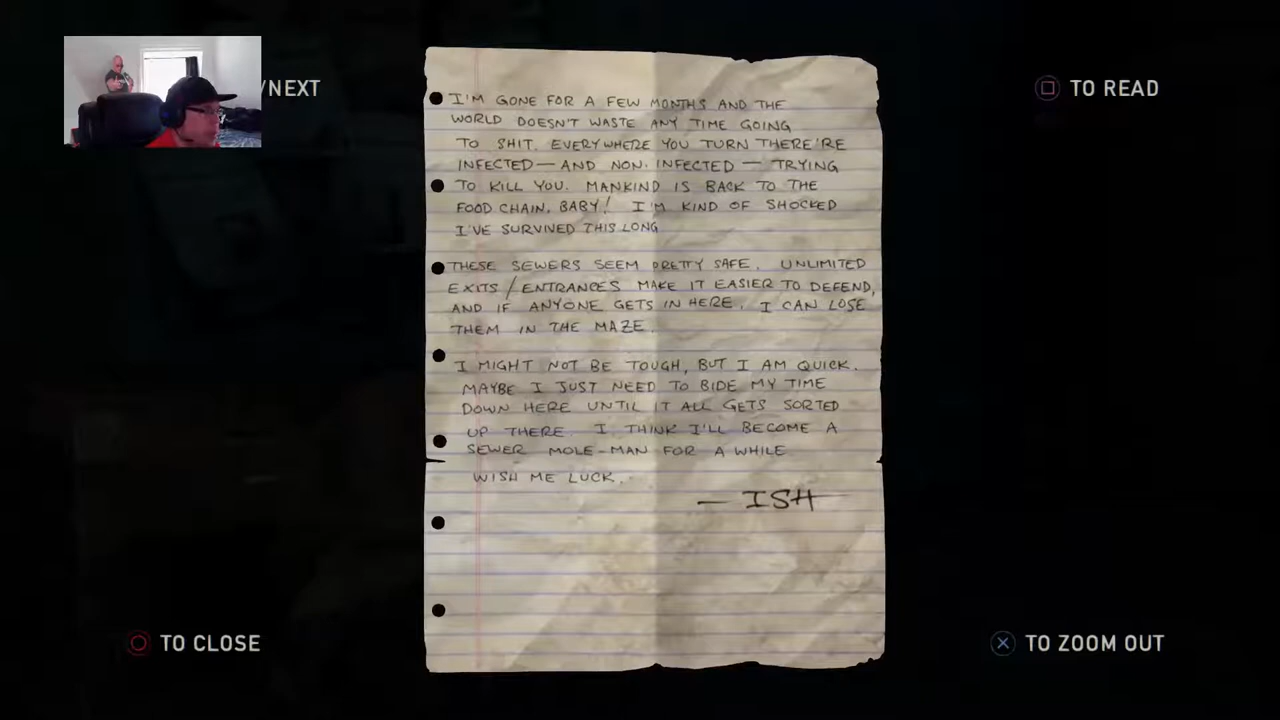 /NEXT
TO READ
I'M GONE FOR A FEW MONTHS AND THE
WORLD DOESN'T WASTE ANY TIME GOING
TO SHIT. EVERYWHERE YOU TURN THERE'RE
INFECTED — AND NON-INFECTED — TRYING
TO KILL YOU. MANKIND IS BACK TO THE
FOOD CHAIN, BABY! I'M KIND OF SHOCKED
I'VE SURVIVED THIS LONG
THESE SEWERS SEEM PRETTY SAFE. UNLIMITED
EXITS/ENTRANCES MAKE IT EASIER TO DEFEND,
AND IF ANYONE GETS IN HERE, I CAN LOSE
THEM IN THE MAZE.
I MIGHT NOT BE TOUGH, BUT I AM QUICK.
MAYBE I JUST NEED TO BIDE MY TIME
DOWN HERE UNTIL IT ALL GETS SORTED
UP THERE. I THINK I'LL BECOME A
SEWER MOLE-MAN FOR A WHILE
WISH ME LUCK.
— ISH
TO CLOSE
TO ZOOM OUT